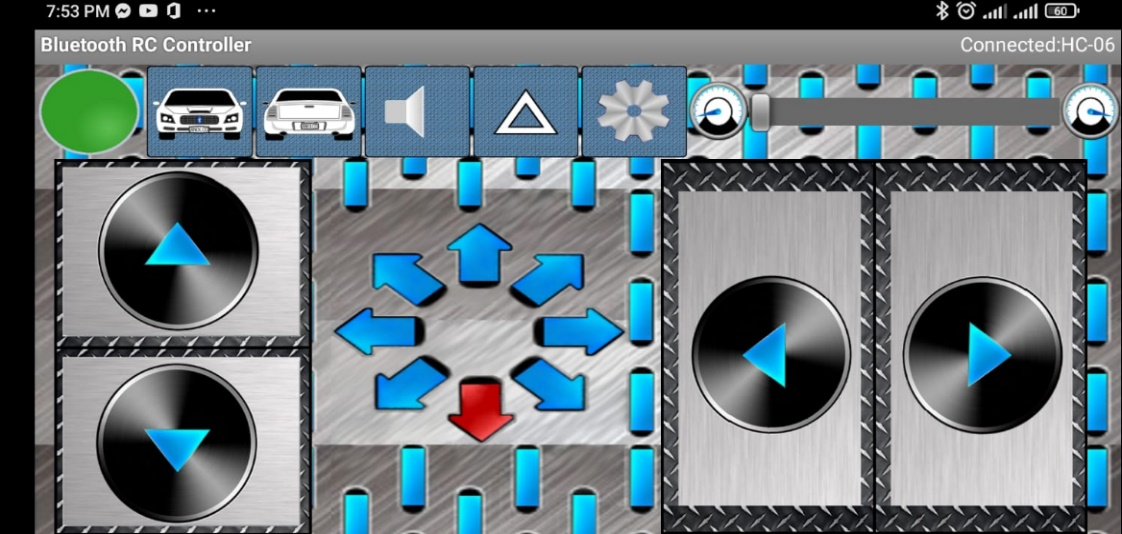 7:53 PM
60
Bluetooth RC Controller
Connected:HC-06